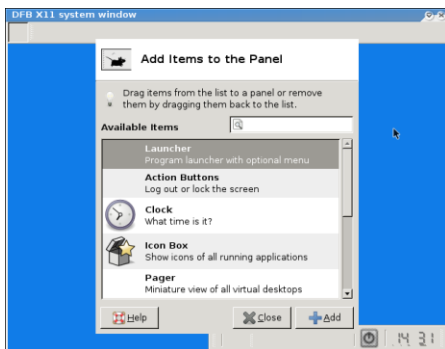 DFB X11 system window
Add Items to the Panel
Drag items from the list to a panel or remove
them by dragging them back to the list.
Available Items
Launcher
Program launcher with optional menu
Action Buttons
Log out or lock the screen
Clock
What time is it?
Icon Box
Show icons of all running applications
Pager
Miniature view of all virtual desktops
Help
Close
Add
14 31